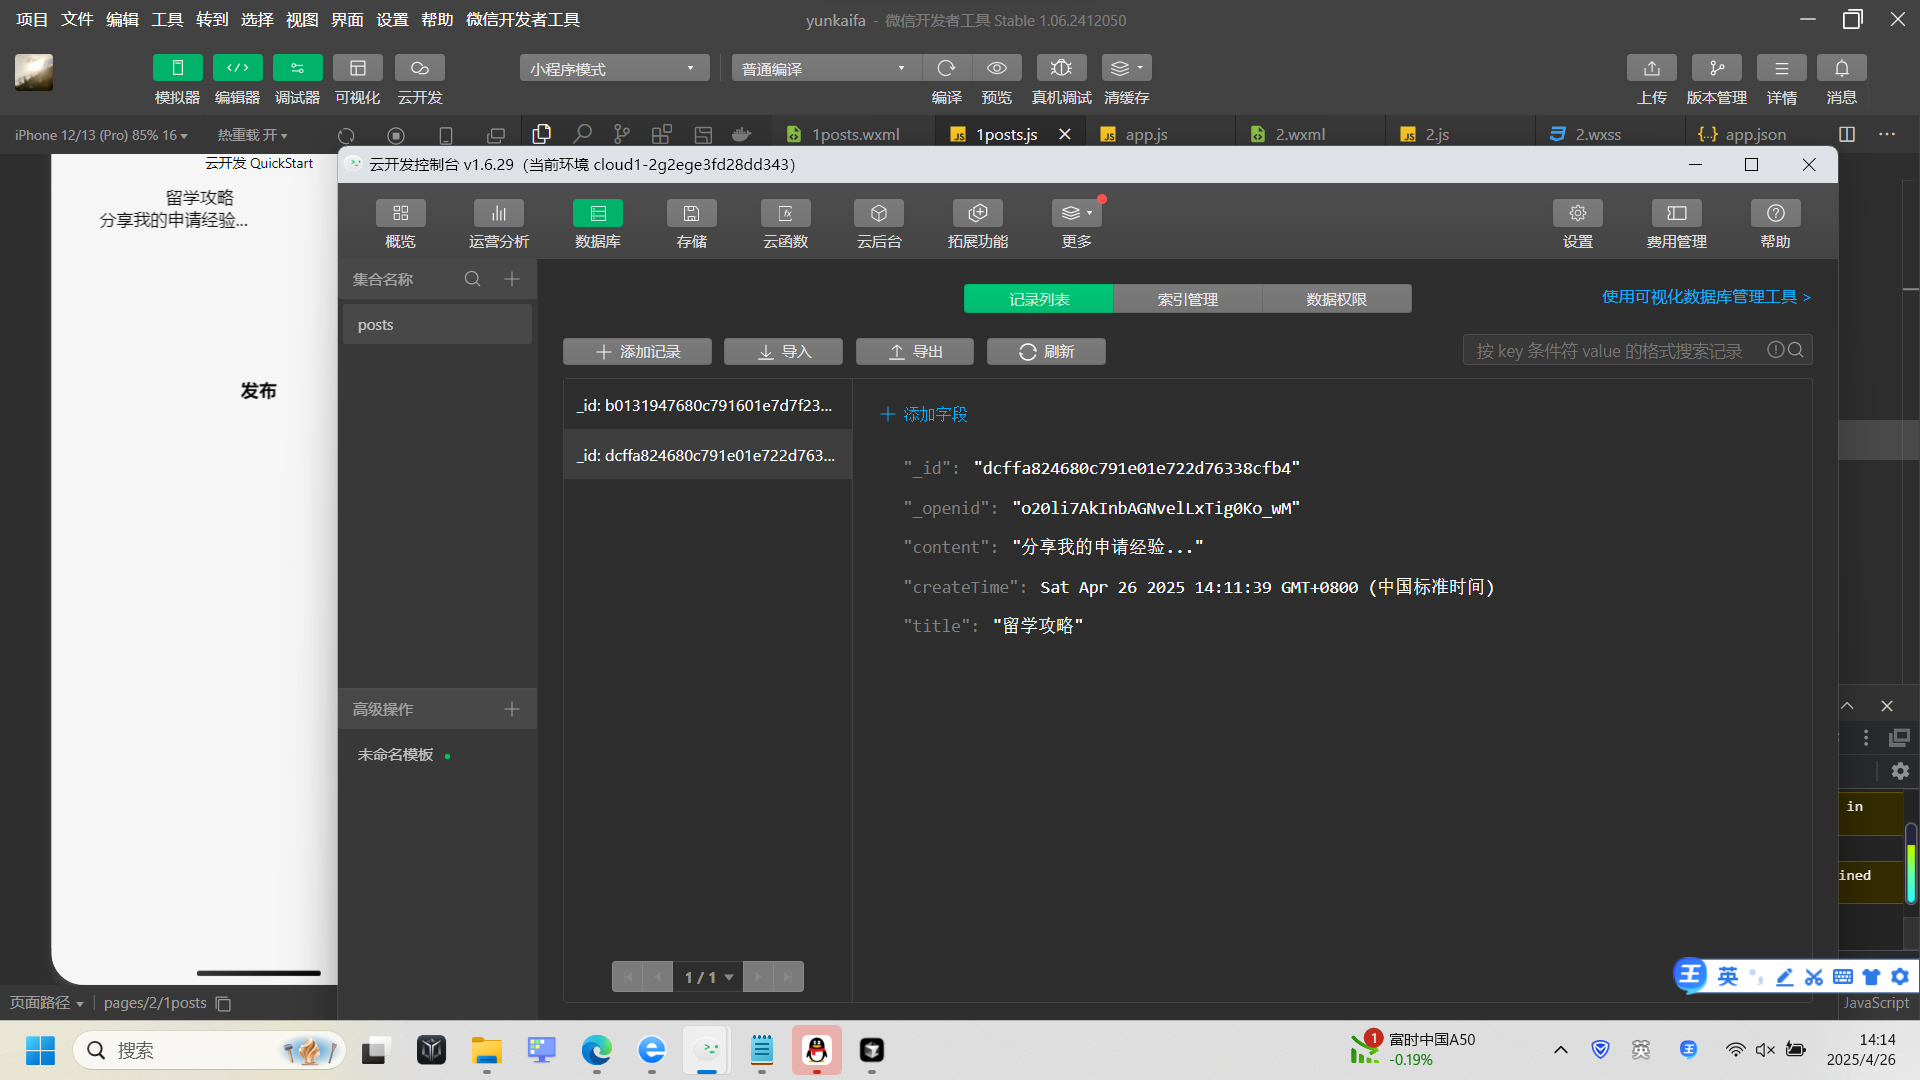 项目 文件 编辑 工具 转到 选择 视图 界面 设置 帮助 微信开发者工具
yunkaifa - 微信开发者工具 Stable 1.06.2412050
小程序模式
普通编译
模拟器 编辑器 调试器 可视化 云开发
编译 预览 真机调试 清缓存
上传 版本管理 详情 消息
iPhone 12/13 (Pro) 85% 16
热重载 开
1posts.wxml
1posts.js
app.js
2.wxml
2.js
2.wxss
app.json
云开发 QuickStart
留学攻略
分享我的申请经验...
发布
云开发控制台 v1.6.29（当前环境 cloud1-2g2ege3fd28dd343）
概览 运营分析 数据库 存储 云函数 云后台 拓展功能 更多
设置 费用管理 帮助
集合名称
posts
记录列表 索引管理 数据权限
使用可视化数据库管理工具 >
添加记录 导入 导出 刷新
按 key 条件符 value 的格式搜索记录
_id: b0131947680c791601e7d7f23...
_id: dcffa824680c791e01e722d763...
添加字段
"_id": "dcffa824680c791e01e722d76338cfb4"
"_openid": "o20li7AkInbAGNvelLxTig0Ko_wM"
"content": "分享我的申请经验..."
"createTime": Sat Apr 26 2025 14:11:39 GMT+0800 (中国标准时间)
"title": "留学攻略"
高级操作
未命名模板
1 / 1
in
ined
王 英
页面路径
pages/2/1posts
JavaScript
搜索
1
富时中国A50
-0.19%
英
王
14:14
2025/4/26